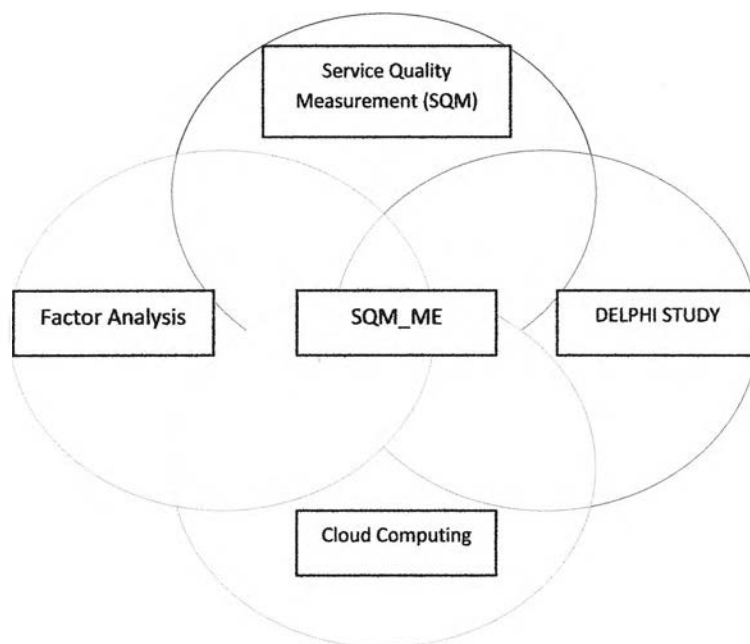 Service Quality
Measurement (SQM)
Factor Analysis
SQM_ME
DELPHI STUDY
Cloud Computing